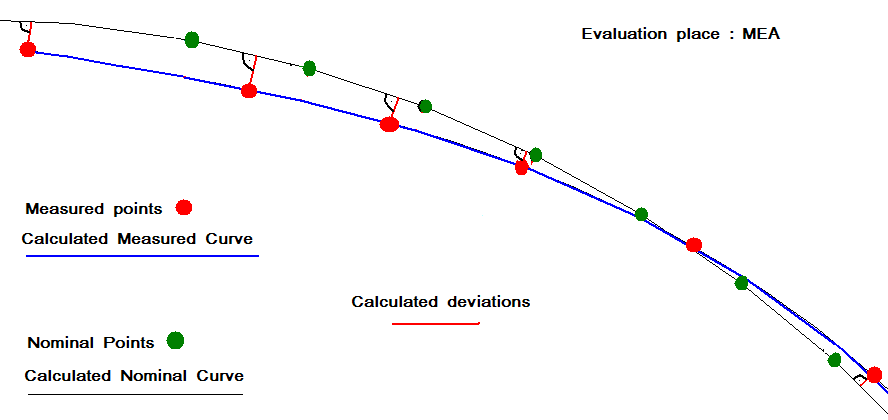 Evaluation place : MEA
Measured points
Calculated Measured Curve
Calculated deviations
Nominal Points
Calculated Nominal Curve